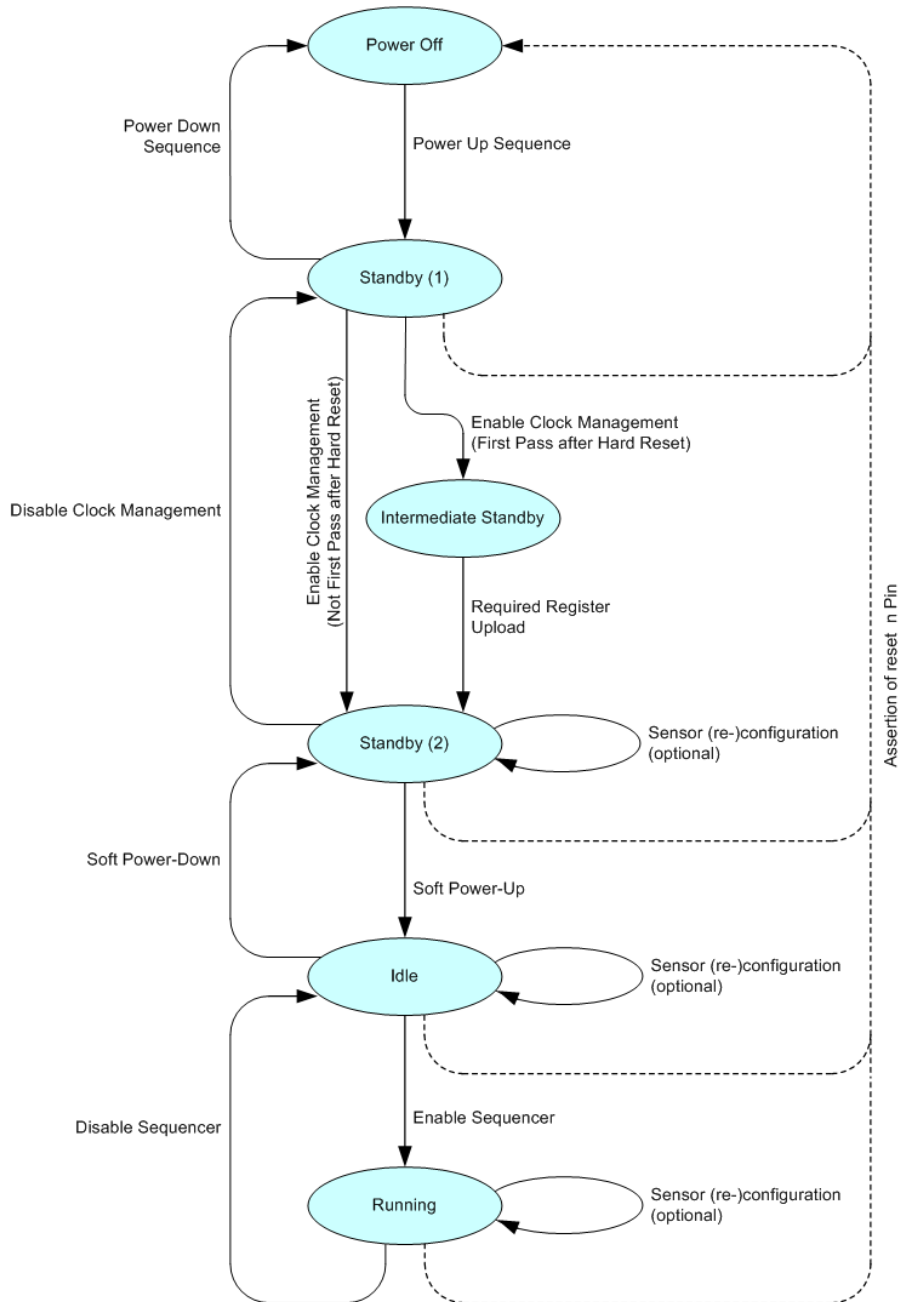 Power Off
Power Down
Sequence
Power Up Sequence
Standby (1)
Enable Clock Management
(Not First Pass after Hard Reset)
Enable Clock Management
(First Pass after Hard Reset)
Disable Clock Management
Intermediate Standby
Required Register
Upload
Assertion of reset n Pin
Standby (2)
Sensor (re-)configuration
(optional)
Soft Power-Down
Soft Power-Up
Idle
Sensor (re-)configuration
(optional)
Disable Sequencer
Enable Sequencer
Running
Sensor (re-)configuration
(optional)